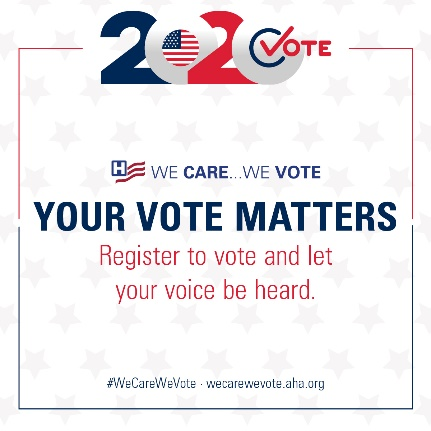 2020 VOTE
H WE CARE...WE VOTE
YOUR VOTE MATTERS
Register to vote and let
your voice be heard.
#WeCareWeVote · wecarewevote.aha.org